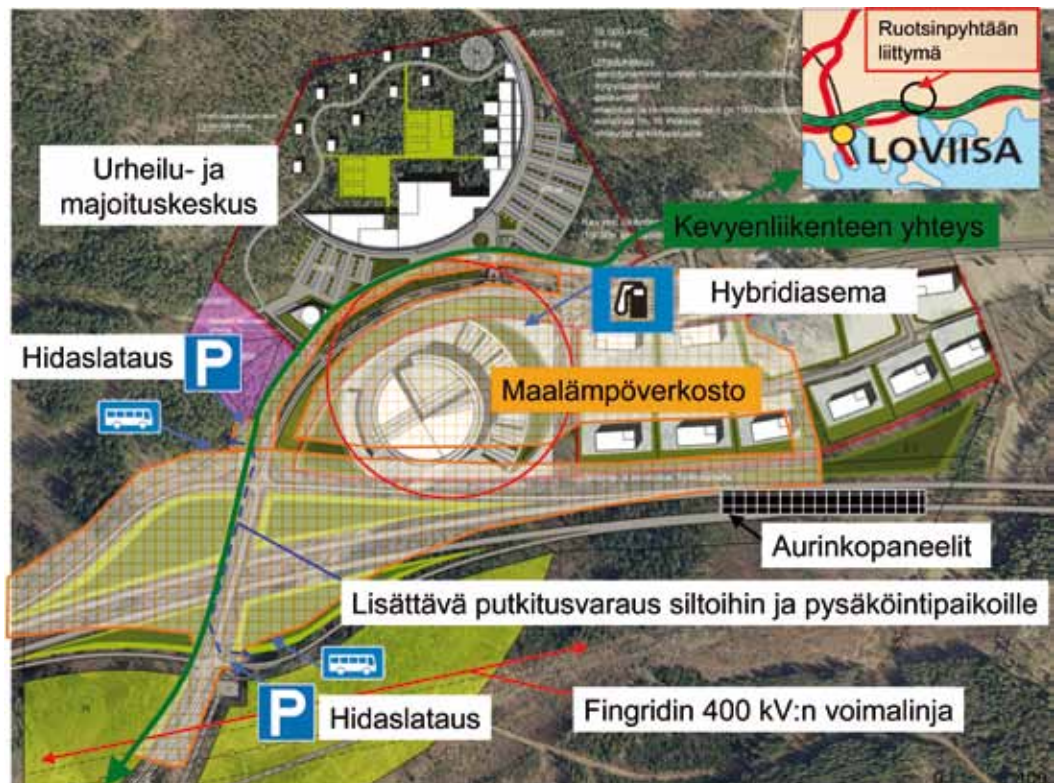 Ruotsinpyhtään
liittymä
LOVIISA
Urheilu- ja
majoituskeskus
Kevyenliikenteen yhteys
Hybridiasema
Hidaslataus
P
Maalämpöverkosto
Aurinkopaneelit
Lisättävä putkitusvaraus siltoihin ja pysäköintipaikoille
P
Hidaslataus
Fingridin 400 kV:n voimalinja